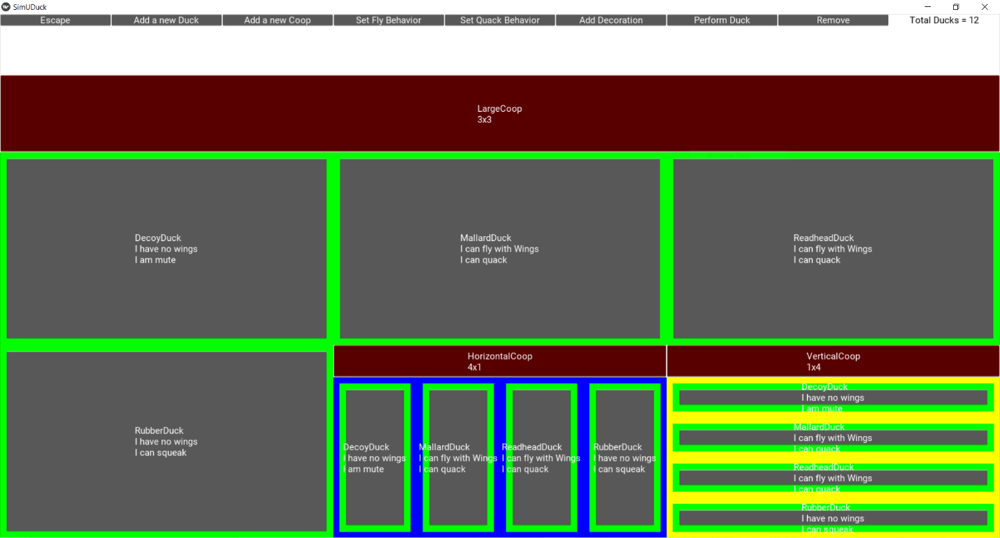 SimUDuck
Escape
Add a new Duck
Add a new Coop
Set Fly Behavior
Set Quack Behavior
Add Decoration
Perform Duck
Remove
Total Ducks = 12
LargeCoop
3x3
DecoyDuck
I have no wings
I am mute
MallardDuck
I can fly with Wings
I can quack
ReadheadDuck
I can fly with Wings
I can quack
RubberDuck
I have no wings
I can squeak
HorizontalCoop
4x1
DecoyDuck
I have no wings
I am mute
MallardDuck
I can fly with Wings
I can quack
ReadheadDuck
I can fly with Wings
I can quack
RubberDuck
I have no wings
I can squeak
VerticalCoop
1x4
DecoyDuck
I have no wings
I am mute
MallardDuck
I can fly with Wings
I can quack
ReadheadDuck
I can fly with Wings
I can quack
RubberDuck
I have no wings
I can squeak